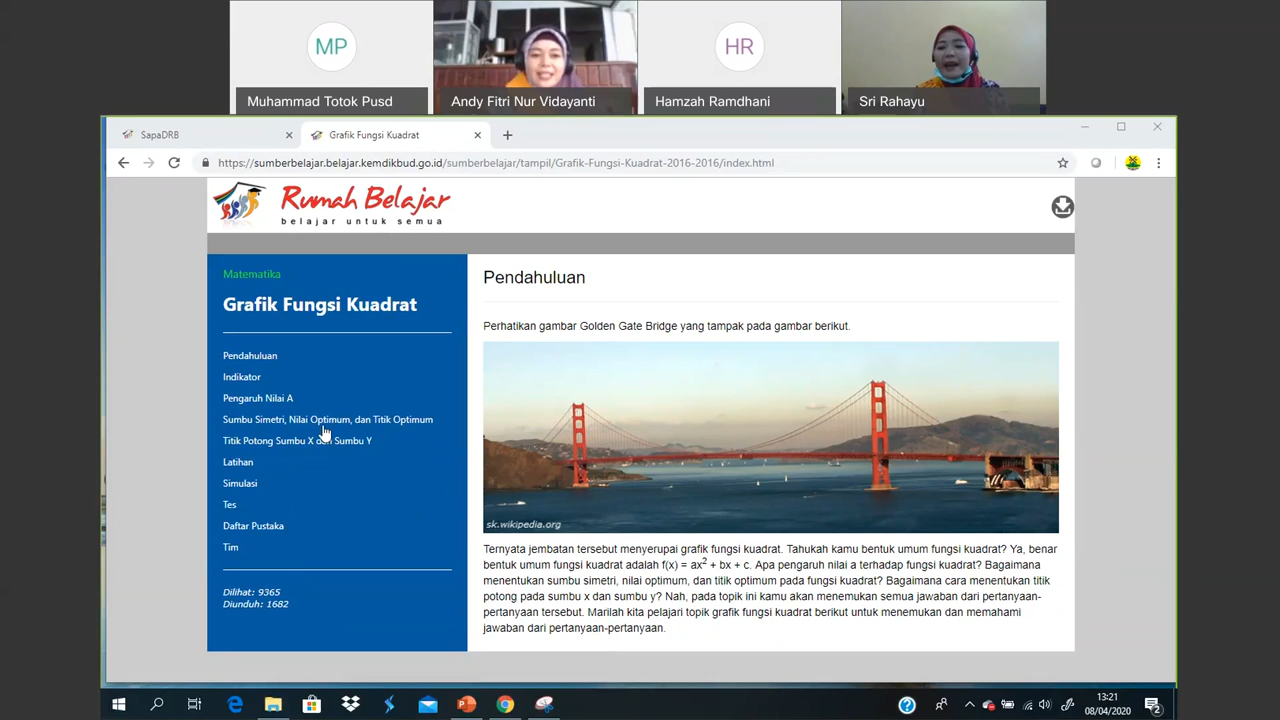 MP
HR
Muhammad Totok Pusd
Andy Fitri Nur Vidayanti
Hamzah Ramdhani
Sri Rahayu
SapaDRB
Grafik Fungsi Kuadrat
https://sumberbelajar.belajar.kemdikbud.go.id/sumberbelajar/tampil/Grafik-Fungsi-Kuadrat-2016-2016/index.html
Rumah Belajar
belajar untuk semua
Matematika
Grafik Fungsi Kuadrat
Pendahuluan
Indikator
Pengaruh Nilai A
Sumbu Simetri, Nilai Optimum, dan Titik Optimum
Titik Potong Sumbu X dan Sumbu Y
Latihan
Simulasi
Tes
Daftar Pustaka
Tim
Dilihat: 9365
Diunduh: 1682
Pendahuluan
Perhatikan gambar Golden Gate Bridge yang tampak pada gambar berikut.
sk.wikipedia.org
Ternyata jembatan tersebut menyerupai grafik fungsi kuadrat. Tahukah kamu bentuk umum fungsi kuadrat? Ya, benar
bentuk umum fungsi kuadrat adalah f(x) = ax² + bx + c. Apa pengaruh nilai a terhadap fungsi kuadrat? Bagaimana
menentukan sumbu simetri, nilai optimum, dan titik optimum pada fungsi kuadrat? Bagaimana cara menentukan titik
potong pada sumbu x dan sumbu y? Nah, pada topik ini kamu akan menemukan semua jawaban dari pertanyaan-
pertanyaan tersebut. Marilah kita pelajari topik grafik fungsi kuadrat berikut untuk menemukan dan memahami
jawaban dari pertanyaan-pertanyaan.
13:21
08/04/2020
2